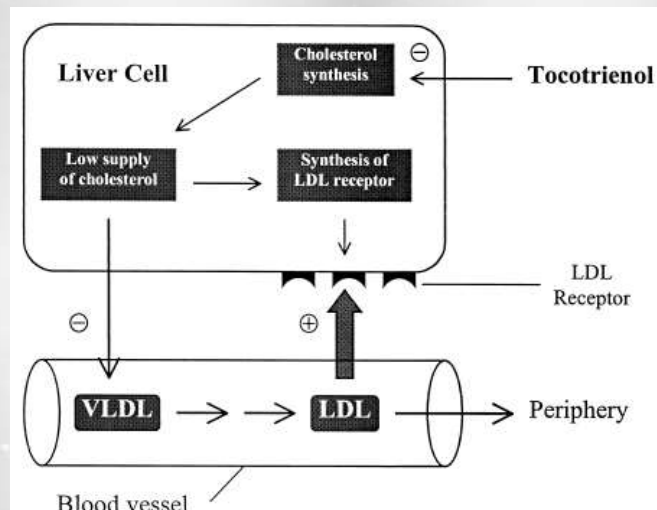 Liver Cell
Cholesterol
synthesis
⊖
Tocotrienol
Low supply
of cholesterol
Synthesis of
LDL receptor
LDL
Receptor
⊖
⊕
VLDL
LDL
Periphery
Blood vessel